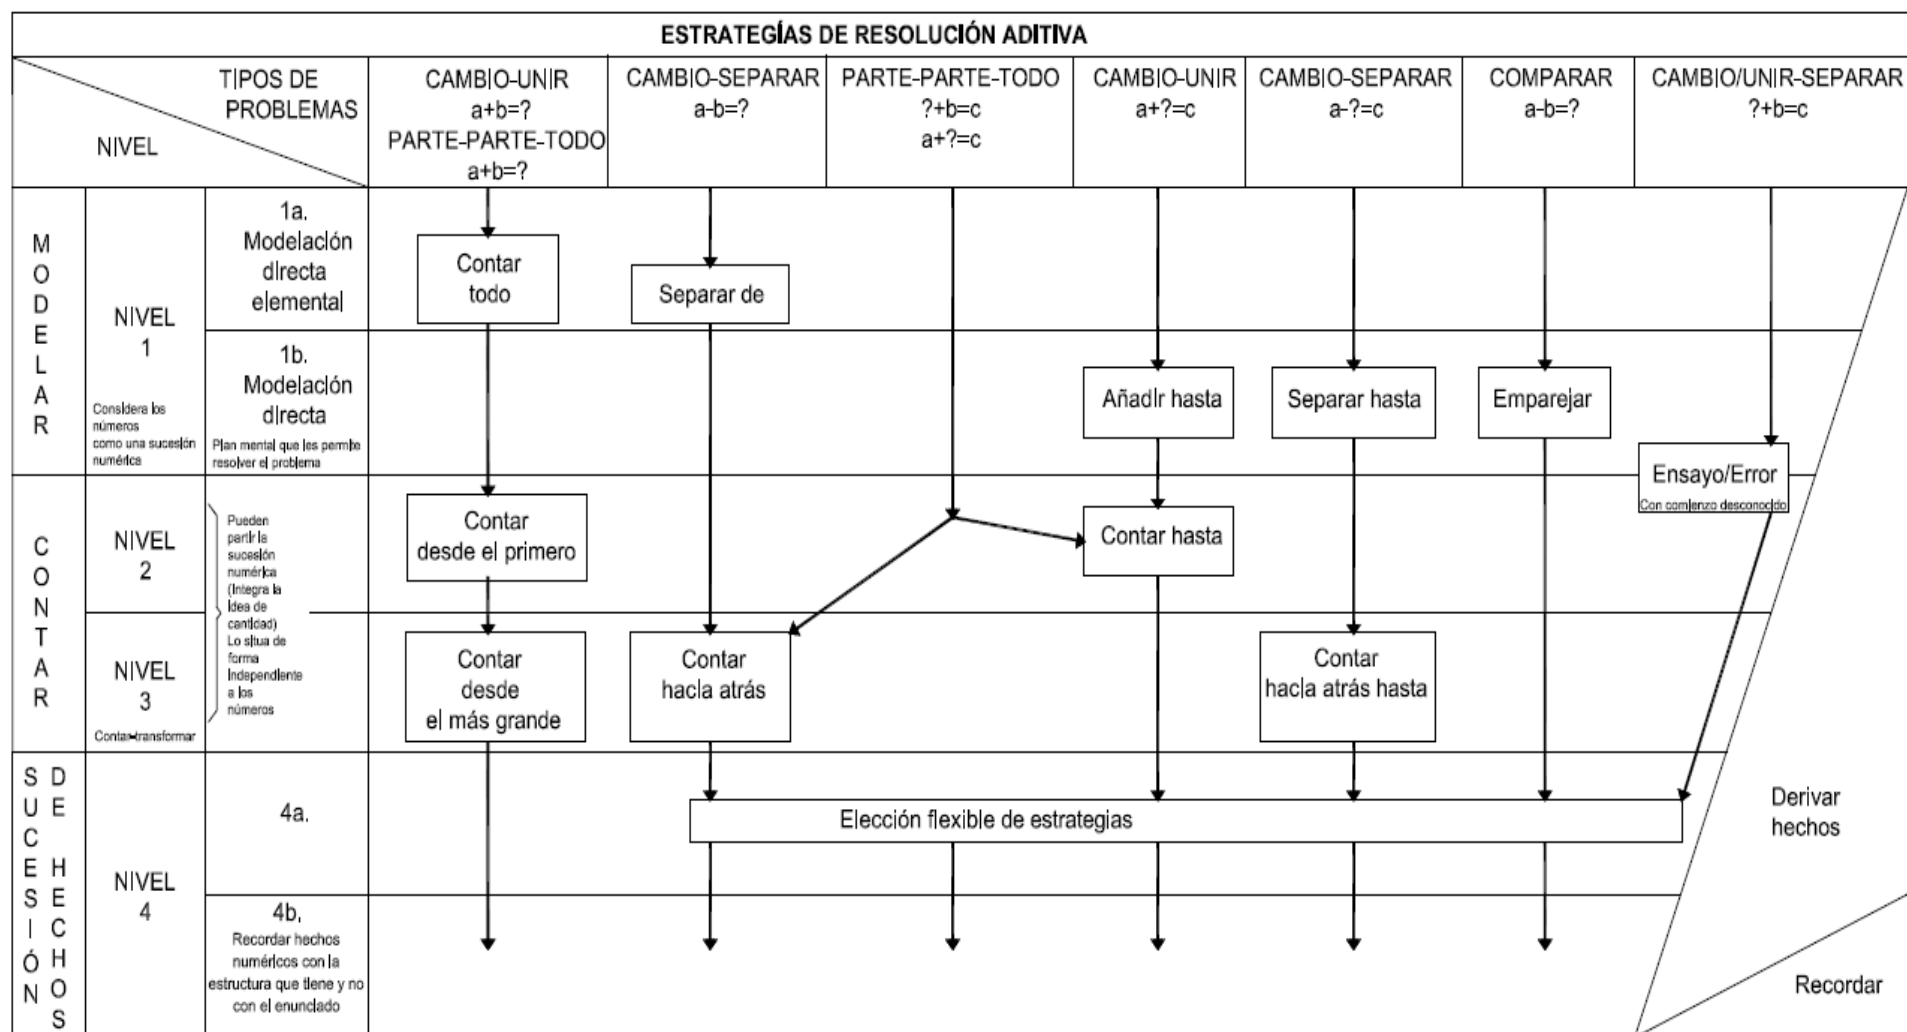 ESTRATEGÍAS DE RESOLUCIÓN ADITIVA
TIPOS DE
PROBLEMAS
NIVEL
CAMBIO-UNIR
a+b=?
PARTE-PARTE-TODO
a+b=?
CAMBIO-SEPARAR
a-b=?
PARTE-PARTE-TODO
?+b=c
a+?=c
CAMBIO-UNIR
a+?=c
CAMBIO-SEPARAR
a-?=c
COMPARAR
a-b=?
CAMBIO/UNIR-SEPARAR
?+b=c
MODELAR
NIVEL
1
Considera los
números
como una sucesión
numérica
1a.
Modelación
directa
elemental
Contar
todo
Separar de
1b.
Modelación
directa
Plan mental que les permite
resolver el problema
Añadir hasta
Separar hasta
Emparejar
Ensayo/Error
Con comienzo desconocido
CONTAR
NIVEL
2
Pueden
partir la
sucesión
numérica
(Integra la
idea de
cantidad)
Lo situa de
forma
independiente
a los
números
Contar
desde el primero
Contar hasta
NIVEL
3
Contar-transformar
Contar
desde
el más grande
Contar
hacia atrás
Contar
hacia atrás hasta
SUCESIÓN
DE HECHOS
NIVEL
4
4a.
Elección flexible de estrategias
Derivar
hechos
4b.
Recordar hechos
numéricos con la
estructura que tiene y no
con el enunciado
Recordar